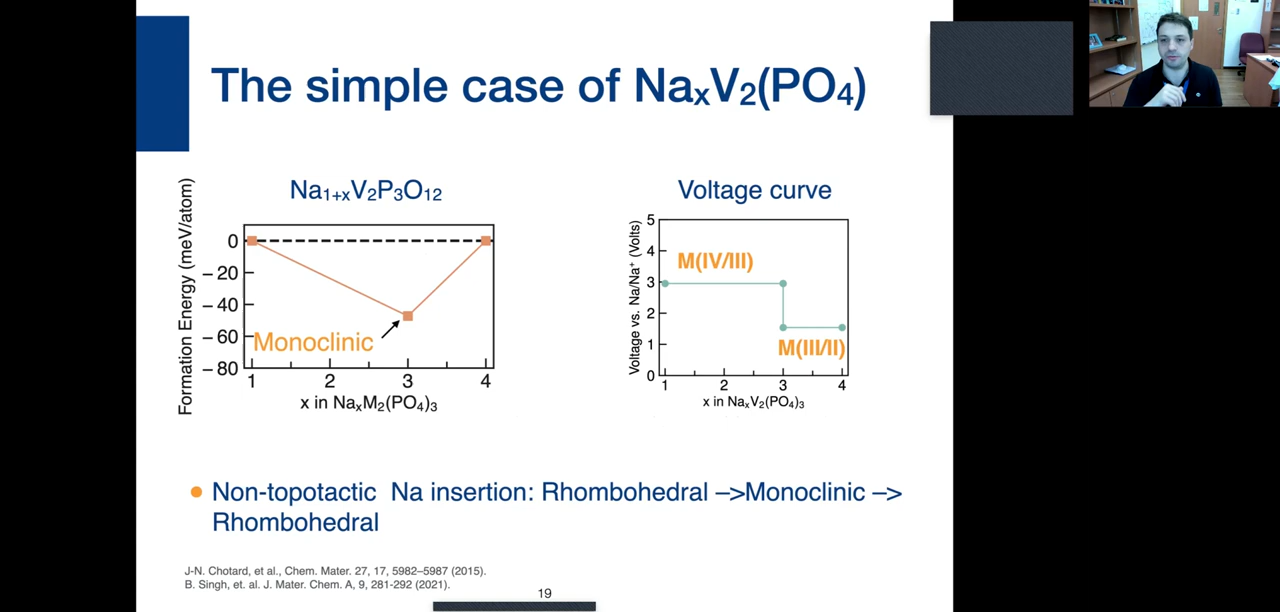 The simple case of NaxV2(PO4)
Na1+xV2P3O12
Formation Energy (meV/atom)
0
–20
–40
–60
–80
Monoclinic
1 2 3 4
x in NaxM2(PO4)3
Voltage curve
Voltage vs. Na/Na+ (Volts)
5
4
3
2
1
0
M(IV/III)
M(III/II)
1 2 3 4
x in NaxV2(PO4)3
Non-topotactic Na insertion: Rhombohedral –>Monoclinic –>
Rhombohedral
J-N. Chotard, et al., Chem. Mater. 27, 17, 5982–5987 (2015).
B. Singh, et. al. J. Mater. Chem. A, 9, 281-292 (2021).
19